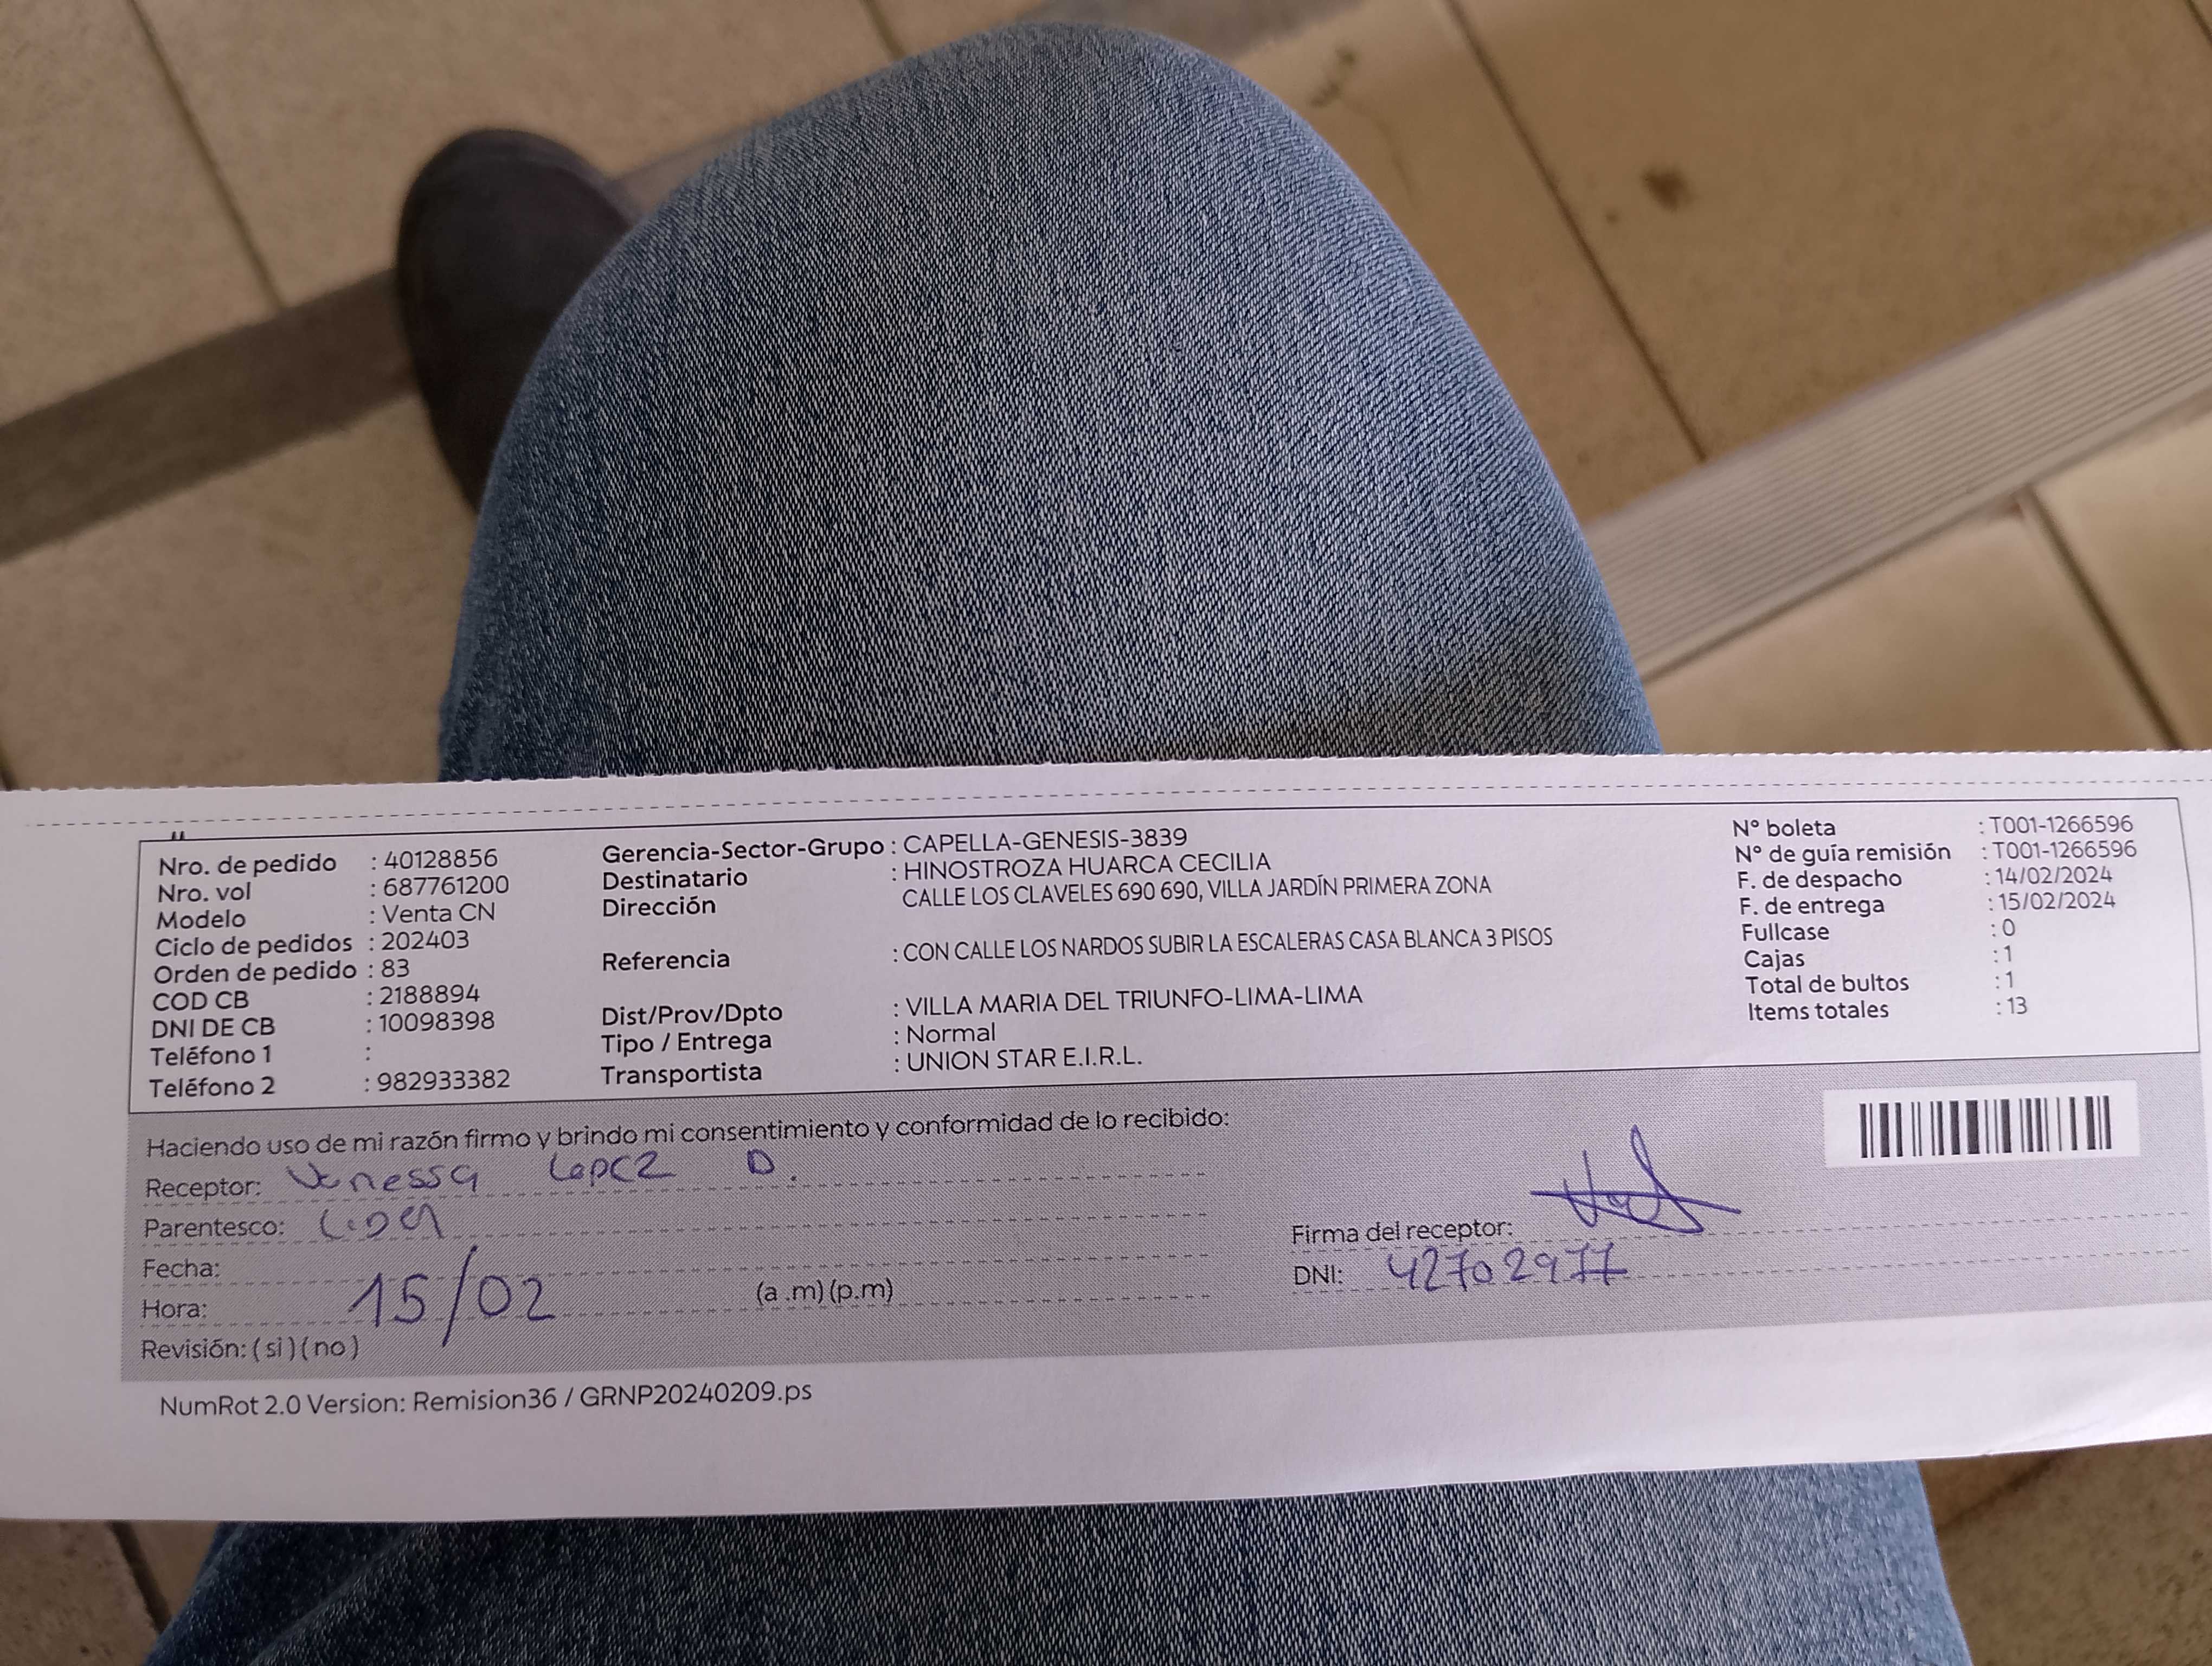 Nro. de pedido : 40128856
Nro. vol : 687761200
Modelo : Venta CN
Ciclo de pedidos : 202403
Orden de pedido : 83
COD CB : 2188894
DNI DE CB : 10098398
Teléfono 1 :
Teléfono 2 : 982933382
Gerencia-Sector-Grupo : CAPELLA-GENESIS-3839
Destinatario : HINOSTROZA HUARCA CECILIA
Dirección CALLE LOS CLAVELES 690 690, VILLA JARDÍN PRIMERA ZONA
Referencia : CON CALLE LOS NARDOS SUBIR LA ESCALERAS CASA BLANCA 3 PISOS
Dist/Prov/Dpto : VILLA MARIA DEL TRIUNFO-LIMA-LIMA
Tipo / Entrega : Normal
Transportista : UNION STAR E.I.R.L.
N° boleta : T001-1266596
N° de guía remisión : T001-1266596
F. de despacho : 14/02/2024
F. de entrega : 15/02/2024
Fullcase : 0
Cajas : 1
Total de bultos : 1
Items totales : 13
Haciendo uso de mi razón firmo y brindo mi consentimiento y conformidad de lo recibido:
Receptor: Vanessa Lopez D.
Parentesco: Lider
Fecha: 15/02
Hora: (a .m) (p.m)
Revisión: ( si ) ( no )
Firma del receptor:
DNI: 42702977
NumRot 2.0 Version: Remision36 / GRNP20240209.ps